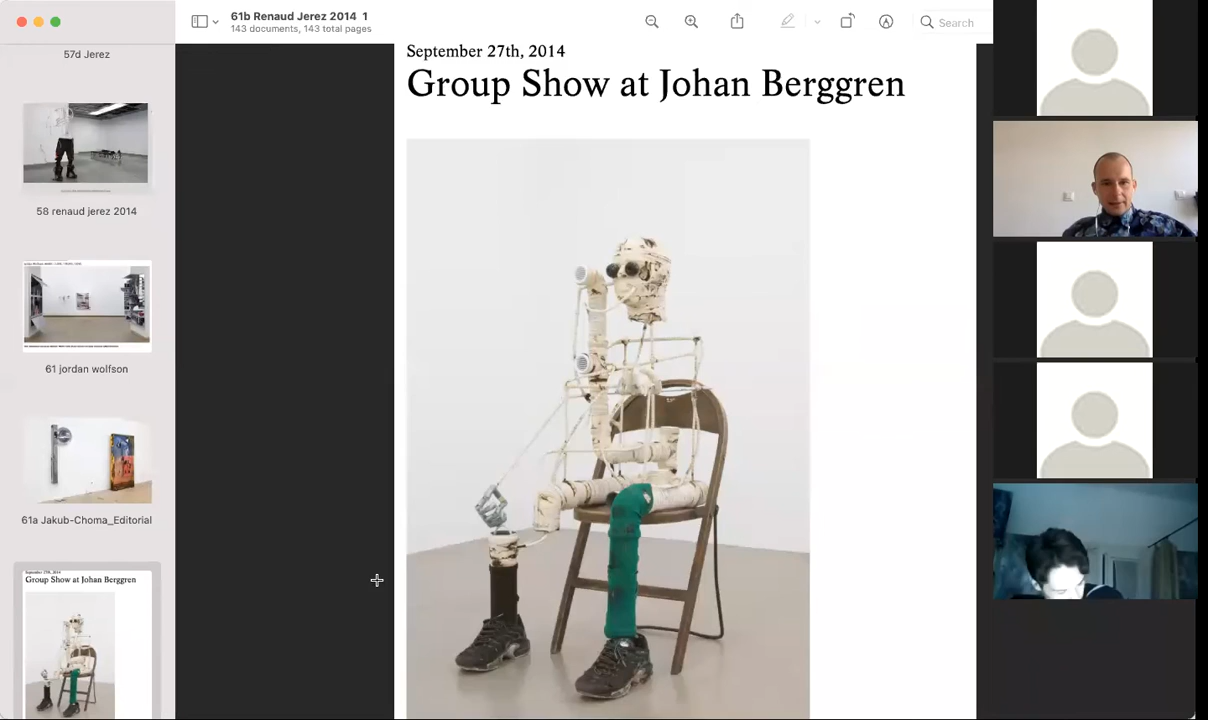 61b Renaud Jerez 2014 1
143 documents, 143 total pages
Search
57d Jerez
58 renaud jerez 2014
61 jordan wolfson
61a Jakub-Choma_Editorial
September 27th, 2014
Group Show at Johan Berggren
September 27th, 2014
Group Show at Johan Berggren